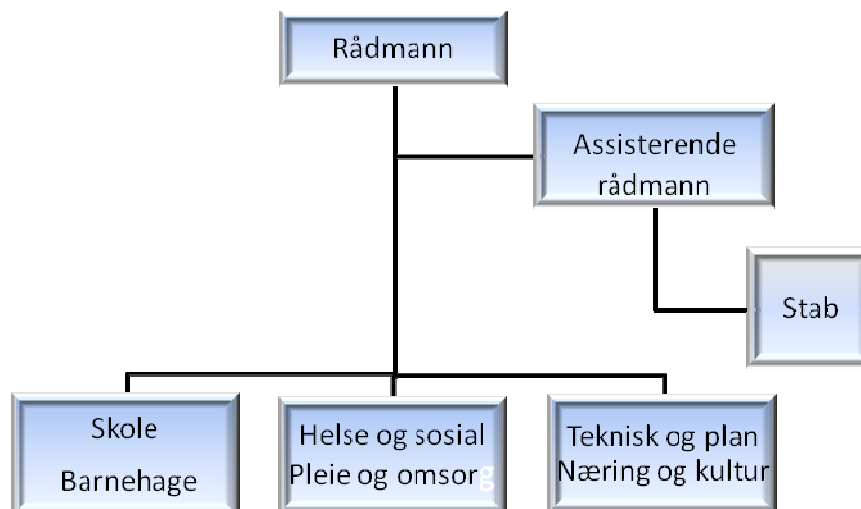 Rådmann
Assisterende
rådmann
Stab
Skole
Barnehage
Helse og sosial
Pleie og omsorg
Teknisk og plan
Næring og kultur